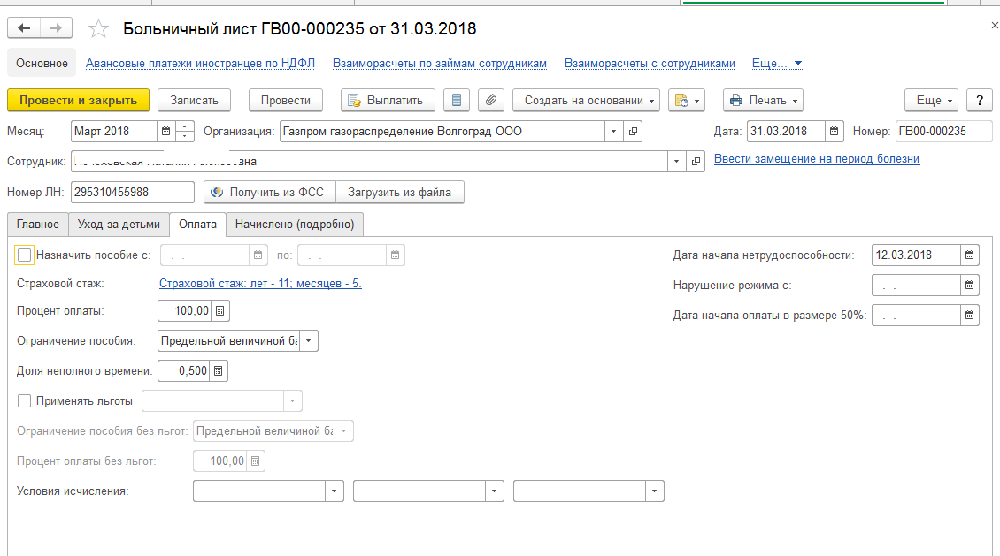 Больничный лист ГВ00-000235 от 31.03.2018
Основное Авансовые платежи иностранцев по НДФЛ Взаиморасчеты по займам сотрудникам Взаиморасчеты с сотрудниками Еще...
Провести и закрыть Записать Провести Выплатить Создать на основании Печать Еще ?
Месяц: Март 2018 Организация: Газпром газораспределение Волгоград ООО Дата: 31.03.2018 Номер: ГВ00-000235
Сотрудник: Ввести замещение на период болезни
Номер ЛН: 295310455988 Получить из ФСС Загрузить из файла
Главное Уход за детьми Оплата Начислено (подробно)
Назначить пособие с: . . по: . . Дата начала нетрудоспособности: 12.03.2018
Страховой стаж: Страховой стаж: лет - 11; месяцев - 5. Нарушение режима с: . .
Процент оплаты: 100,00 Дата начала оплаты в размере 50%: . .
Ограничение пособия: Предельной величиной ба
Доля неполного времени: 0,500
Применять льготы
Ограничение пособия без льгот: Предельной величиной ба
Процент оплаты без льгот: 100,00
Условия исчисления: